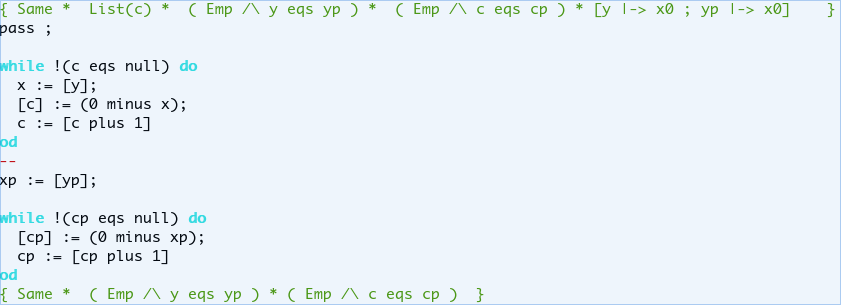 { Same *  List(c) *  ( Emp /\ y eqs yp ) *  ( Emp /\ c eqs cp ) * [y |-> x0 ; yp |-> x0]    }
pass ;
while !(c eqs null) do
  x := [y];
  [c] := (0 minus x);
  c := [c plus 1]
od
--
xp := [yp];
while !(cp eqs null) do
  [cp] := (0 minus xp);
  cp := [cp plus 1]
od
{ Same *  ( Emp /\ y eqs yp ) * ( Emp /\ c eqs cp )  }